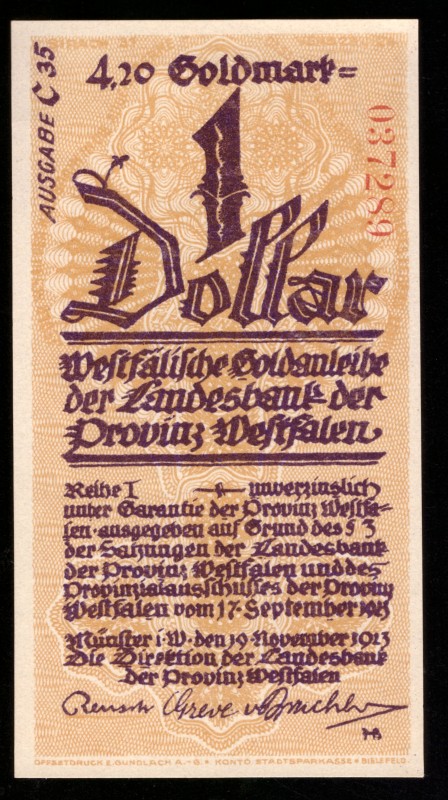 AUSGABE C 35
4,20 Goldmark=
1
037289
Dollar
Westfälische Goldanleihe
der Landesbank der
Provinz Westfalen
Reihe I — unverzinslich
unter Garantie der Provinz Westfa-
len · ausgegeben auf Grund des § 3
der Satzungen der Landesbank
der Provinz Westfalen und des
Provinzialausschusses der Provinz
Westfalen vom 17. September 1923
Münster i. W. den 19. November 1923
Die Direktion der Landesbank
der Provinz Westfalen
Reusch Greve
OFFSETDRUCK E. GUNDLACH A.-G. * KONTO STADTSPARKASSE * BIELEFELD.